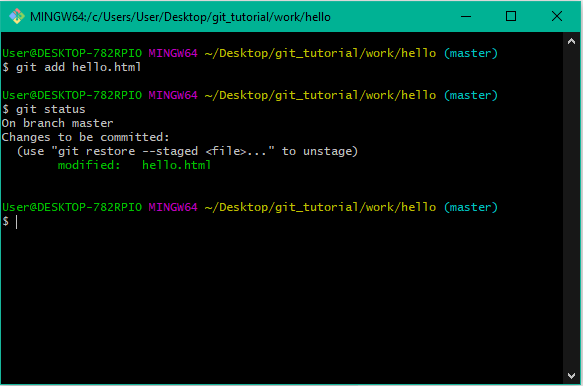 MINGW64:/c/Users/User/Desktop/git_tutorial/work/hello
User@DESKTOP-782RPIO MINGW64 ~/Desktop/git_tutorial/work/hello (master)
$ git add hello.html
User@DESKTOP-782RPIO MINGW64 ~/Desktop/git_tutorial/work/hello (master)
$ git status
On branch master
Changes to be committed:
  (use "git restore --staged <file>..." to unstage)
        modified:   hello.html
User@DESKTOP-782RPIO MINGW64 ~/Desktop/git_tutorial/work/hello (master)
$